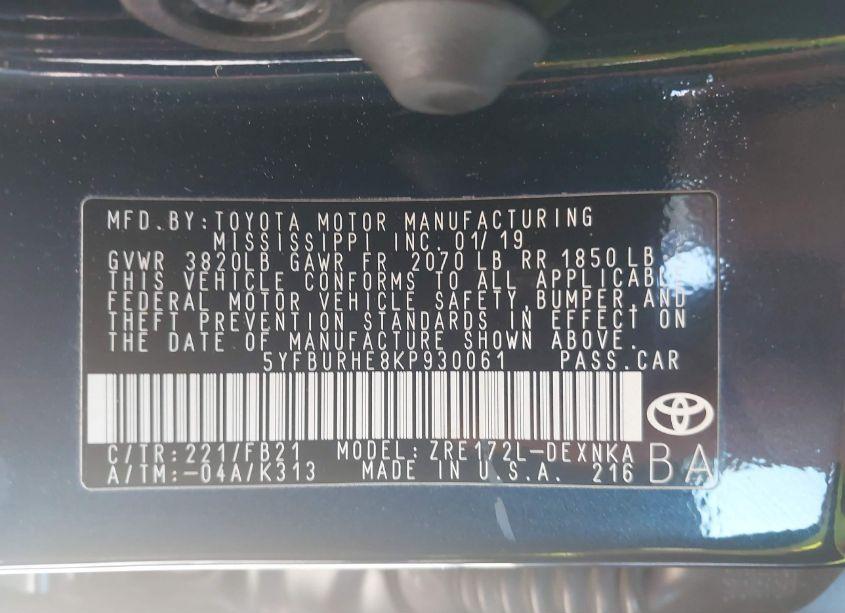 MFD.BY:TOYOTA MOTOR MANUFACTURING
MISSISSIPPI INC. 01/19
GVWR 3820LB GAWR FR 2070 LB RR 1850 LB
THIS VEHICLE CONFORMS TO ALL APPLICABLE
FEDERAL MOTOR VEHICLE SAFETY,BUMPER,AND
THEFT PREVENTION STANDARDS IN EFFECT ON
THE DATE OF MANUFACTURE SHOWN ABOVE.
5YFBURHE8KP930061 PASS.CAR
C/TR:221/FB21 MODEL:ZRE172L-DEXNKA
A/TM:-04A/K313 MADE IN U.S.A. 216 BA